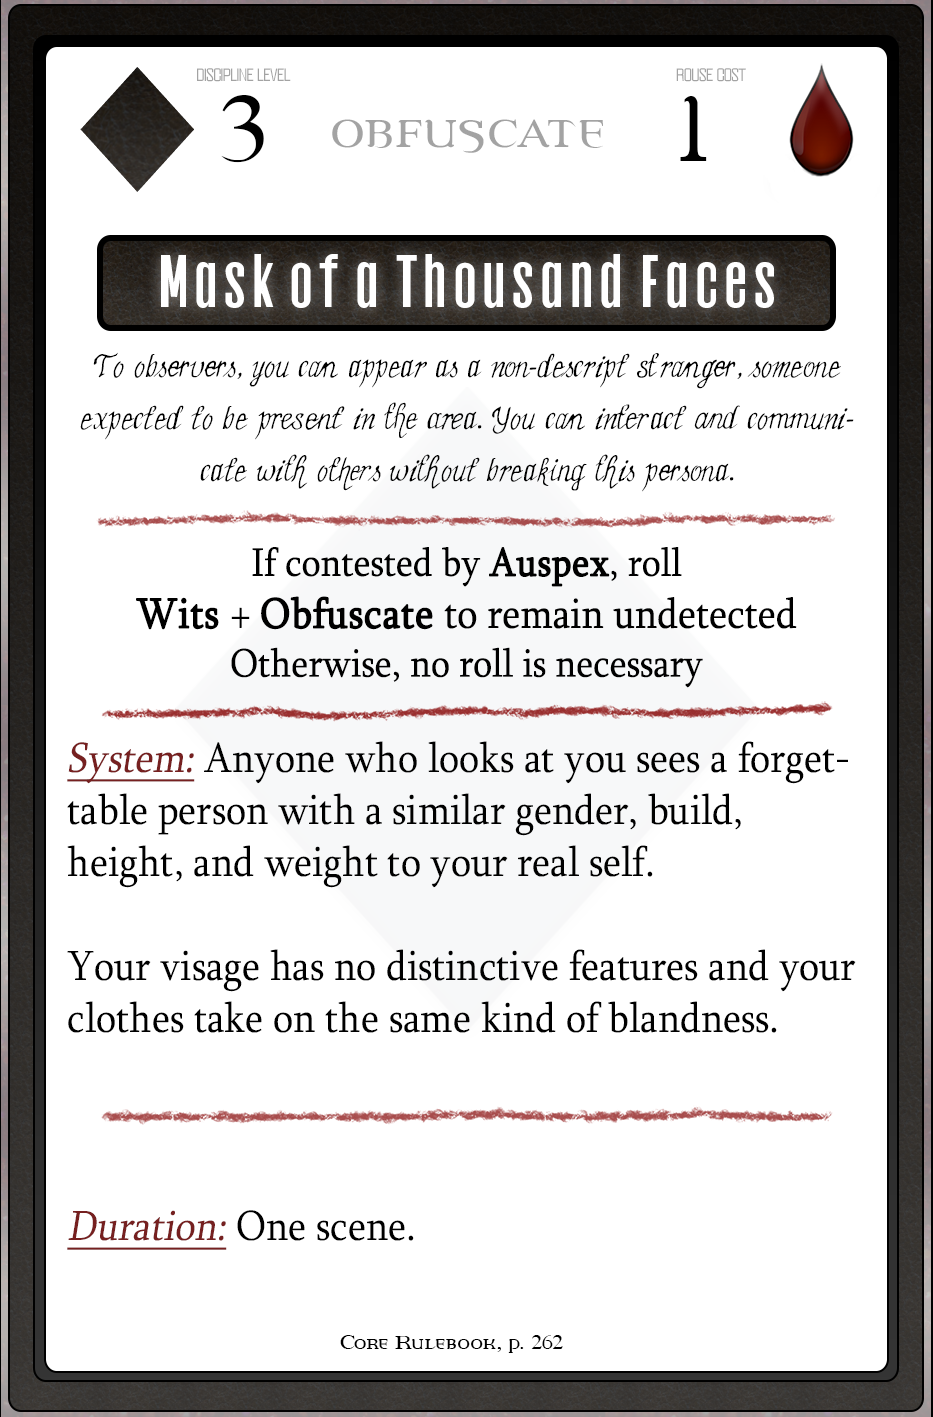 DISCIPLINE LEVEL
3
OBFUSCATE
ROUSE COST
1
Mask of a Thousand Faces
To observers, you can appear as a non-descript stranger, someone
expected to be present in the area. You can interact and communi-
cate with others without breaking this persona.
If contested by Auspex, roll
Wits + Obfuscate to remain undetected
Otherwise, no roll is necessary
System: Anyone who looks at you sees a forget-
table person with a similar gender, build,
height, and weight to your real self.
Your visage has no distinctive features and your
clothes take on the same kind of blandness.
Duration: One scene.
Core Rulebook, p. 262